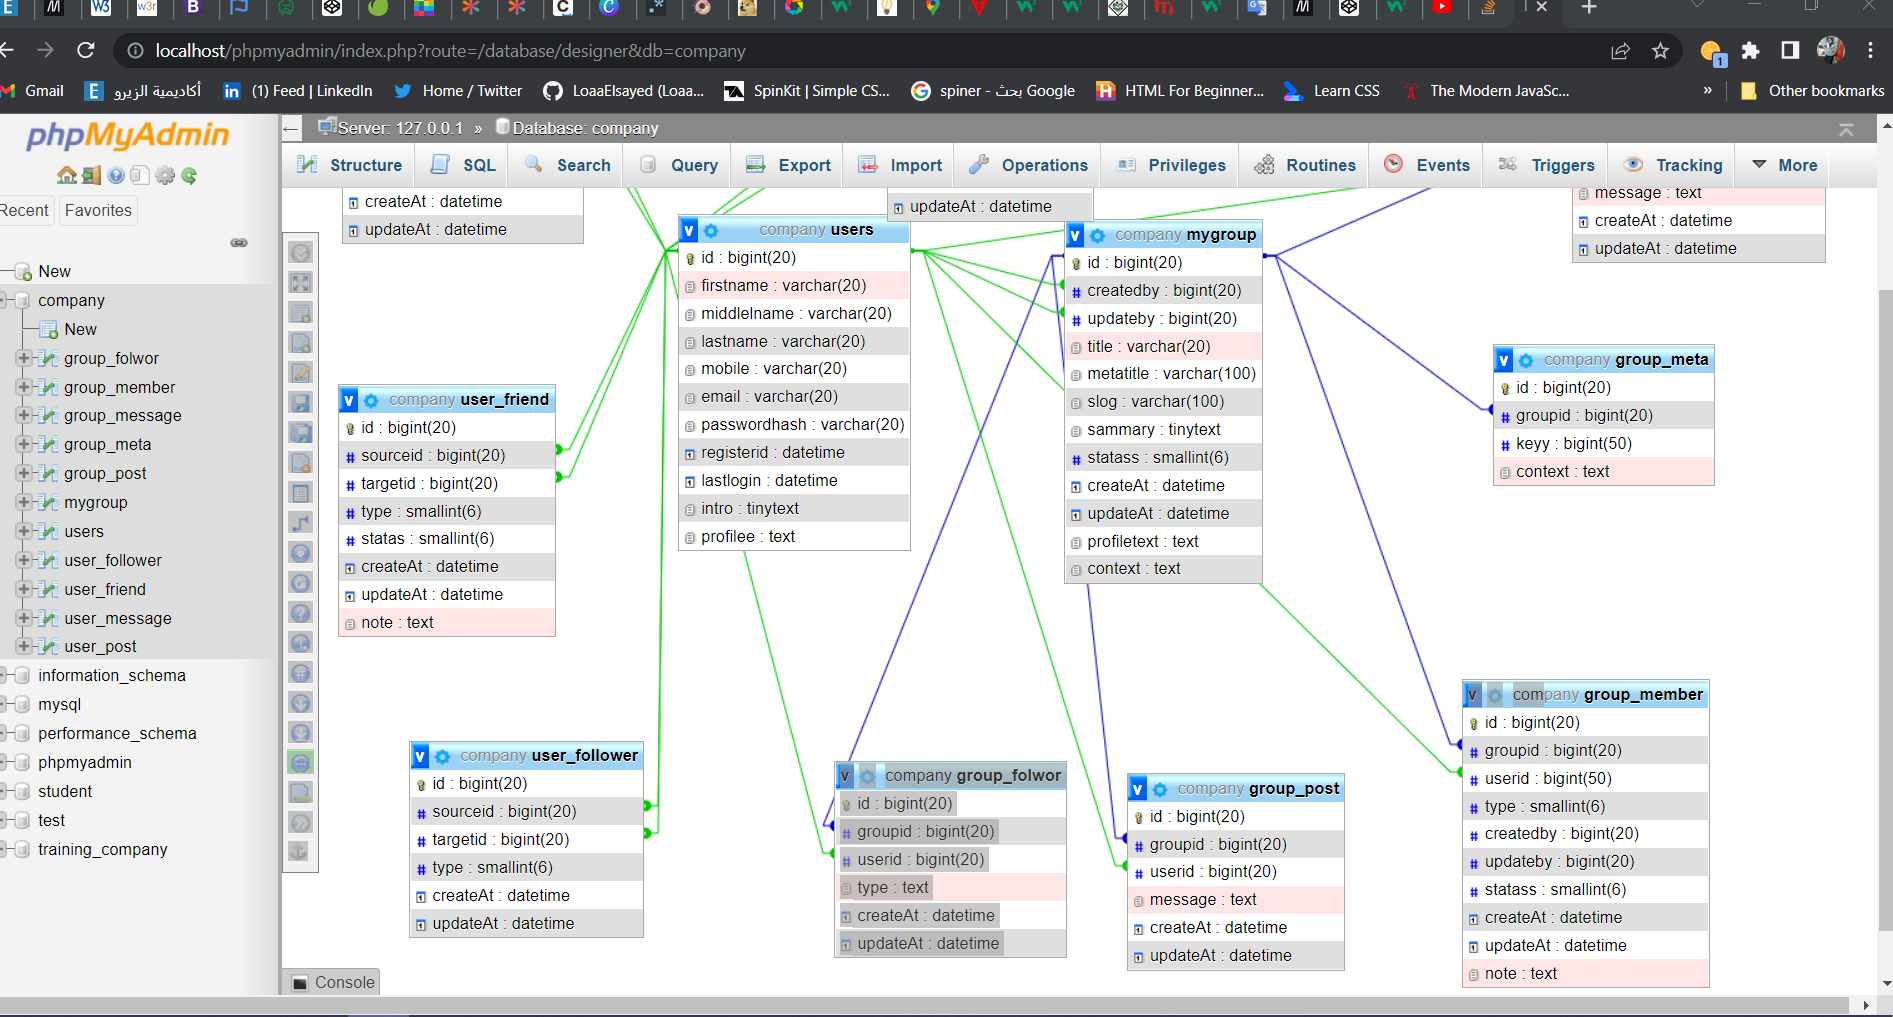 localhost/phpmyadmin/index.php?route=/database/designer&db=company
1
Gmail
أكاديمية الزيرو
(1) Feed | LinkedIn
Home / Twitter
LoaaElsayed (Loaa...
SpinKit | Simple CS...
spiner - بحث Google
HTML For Beginner...
Learn CSS
The Modern JavaSc...
»
Other bookmarks
phpMyAdmin
Recent
Favorites
New
company
New
group_folwor
group_member
group_message
group_meta
group_post
mygroup
users
user_follower
user_friend
user_message
user_post
information_schema
mysql
performance_schema
phpmyadmin
student
test
training_company
Server: 127.0.0.1 » Database: company
Structure
SQL
Search
Query
Export
Import
Operations
Privileges
Routines
Events
Triggers
Tracking
More
createAt : datetime
updateAt : datetime
updateAt : datetime
message : text
createAt : datetime
updateAt : datetime
v company users
id : bigint(20)
firstname : varchar(20)
middlelname : varchar(20)
lastname : varchar(20)
mobile : varchar(20)
email : varchar(20)
passwordhash : varchar(20)
registerid : datetime
lastlogin : datetime
intro : tinytext
profilee : text
v company mygroup
id : bigint(20)
# createdby : bigint(20)
# updateby : bigint(20)
title : varchar(20)
metatitle : varchar(100)
slog : varchar(100)
sammary : tinytext
# statass : smallint(6)
createAt : datetime
updateAt : datetime
profiletext : text
context : text
v company group_meta
id : bigint(20)
# groupid : bigint(20)
# keyy : bigint(50)
context : text
v company user_friend
id : bigint(20)
# sourceid : bigint(20)
# targetid : bigint(20)
# type : smallint(6)
# statas : smallint(6)
createAt : datetime
updateAt : datetime
note : text
v company user_follower
id : bigint(20)
# sourceid : bigint(20)
# targetid : bigint(20)
# type : smallint(6)
createAt : datetime
updateAt : datetime
v company group_folwor
id : bigint(20)
# groupid : bigint(20)
# userid : bigint(20)
type : text
createAt : datetime
updateAt : datetime
v company group_post
id : bigint(20)
# groupid : bigint(20)
# userid : bigint(20)
message : text
createAt : datetime
updateAt : datetime
v company group_member
id : bigint(20)
# groupid : bigint(20)
# userid : bigint(50)
# type : smallint(6)
# createdby : bigint(20)
# updateby : bigint(20)
# statass : smallint(6)
createAt : datetime
updateAt : datetime
note : text
Console